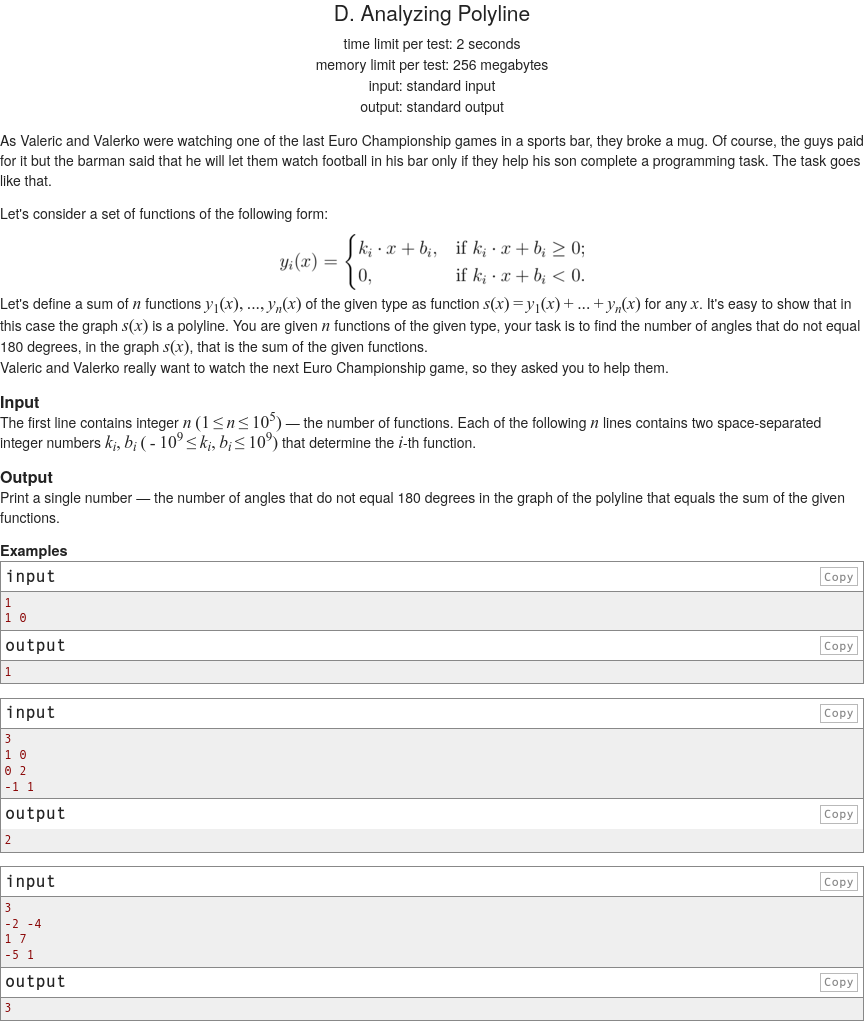 D. Analyzing Polyline
time limit per test: 2 seconds
memory limit per test: 256 megabytes
input: standard input
output: standard output
As Valeric and Valerko were watching one of the last Euro Championship games in a sports bar, they broke a mug. Of course, the guys paid
for it but the barman said that he will let them watch football in his bar only if they help his son complete a programming task. The task goes
like that.
Let's consider a set of functions of the following form:
y_i(x) = { k_i · x + b_i, if k_i · x + b_i ≥ 0;
0, if k_i · x + b_i < 0.
Let's define a sum of n functions y_1(x), ..., y_n(x) of the given type as function s(x) = y_1(x) + ... + y_n(x) for any x. It's easy to show that in
this case the graph s(x) is a polyline. You are given n functions of the given type, your task is to find the number of angles that do not equal
180 degrees, in the graph s(x), that is the sum of the given functions.
Valeric and Valerko really want to watch the next Euro Championship game, so they asked you to help them.
Input
The first line contains integer n (1 ≤ n ≤ 10^5) — the number of functions. Each of the following n lines contains two space-separated
integer numbers k_i, b_i ( - 10^9 ≤ k_i, b_i ≤ 10^9) that determine the i-th function.
Output
Print a single number — the number of angles that do not equal 180 degrees in the graph of the polyline that equals the sum of the given
functions.
Examples
input Copy
1
1 0
output Copy
1
input Copy
3
1 0
0 2
-1 1
output Copy
2
input Copy
3
-2 -4
1 7
-5 1
output Copy
3